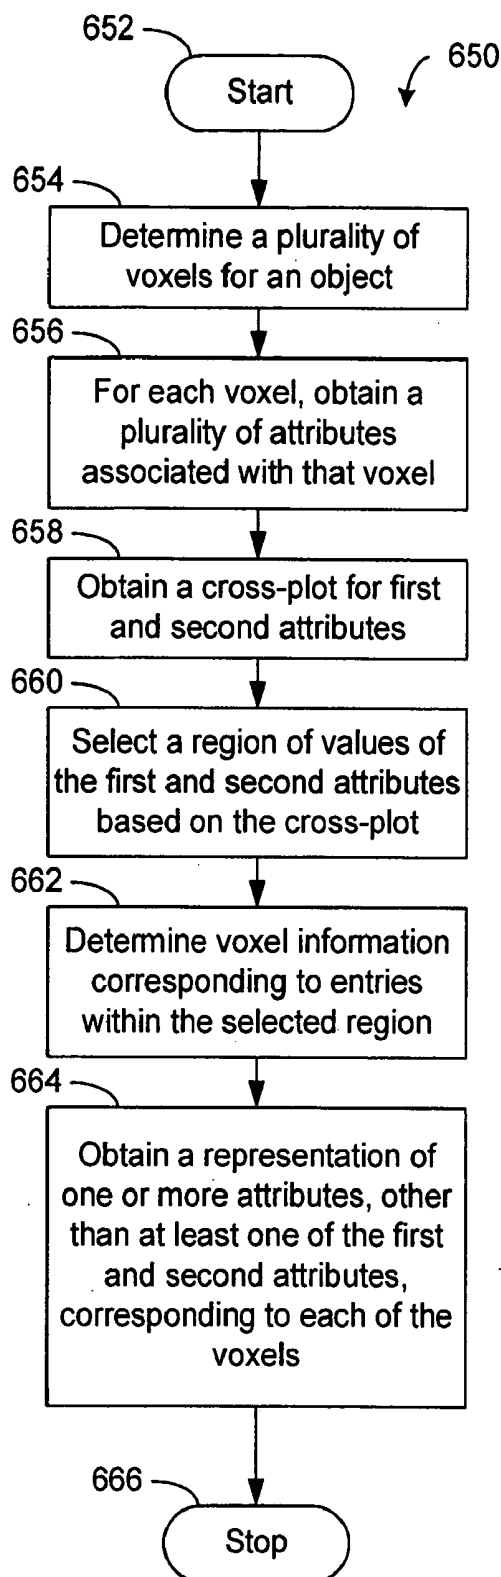 652
650
Start
654
Determine a plurality of
voxels for an object
656
For each voxel, obtain a
plurality of attributes
associated with that voxel
658
Obtain a cross-plot for first
and second attributes
660
Select a region of values of
the first and second attributes
based on the cross-plot
662
Determine voxel information
corresponding to entries
within the selected region
664
Obtain a representation of
one or more attributes, other
than at least one of the first
and second attributes,
corresponding to each of the
voxels
666
Stop